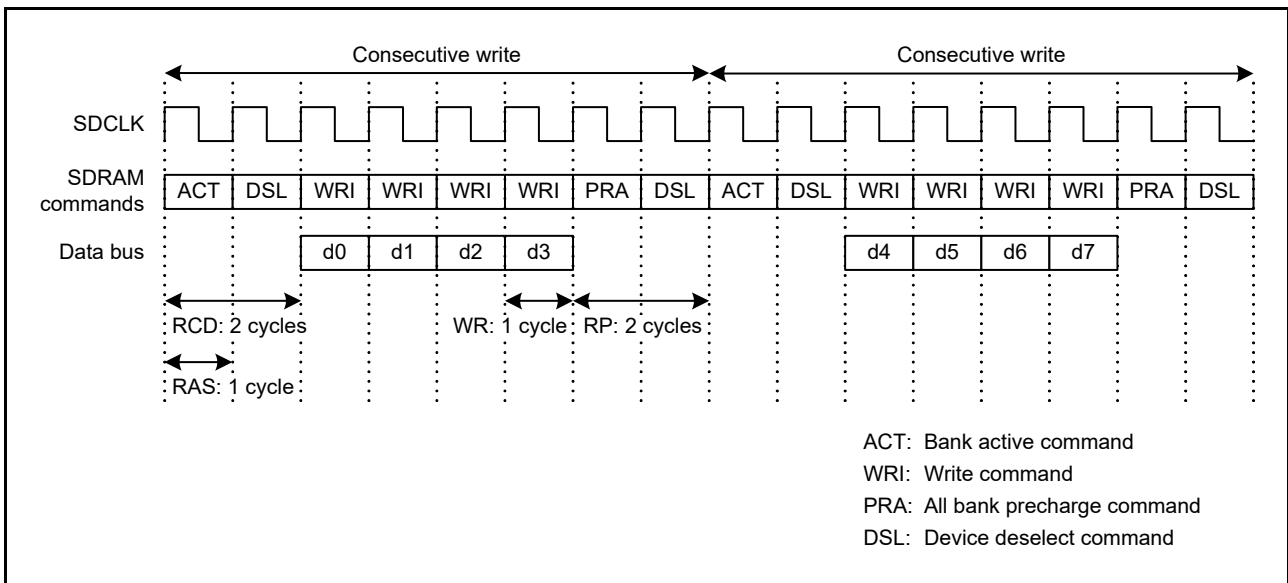 Consecutive write Consecutive write
SDCLK
SDRAM
commands
ACT DSL WRI WRI WRI WRI PRA DSL ACT DSL WRI WRI WRI WRI PRA DSL
Data bus d0 d1 d2 d3 d4 d5 d6 d7
RCD: 2 cycles WR: 1 cycle RP: 2 cycles
RAS: 1 cycle
ACT: Bank active command
WRI: Write command
PRA: All bank precharge command
DSL: Device deselect command